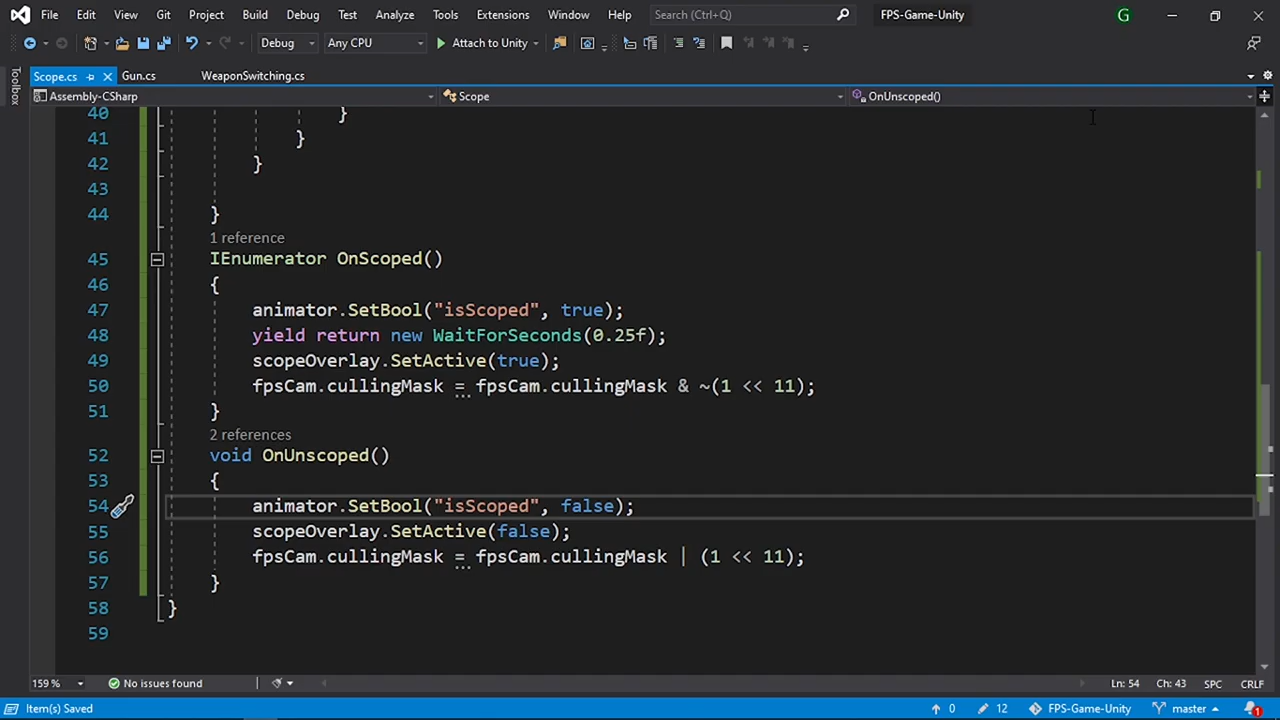 File Edit View Git Project Build Debug Test Analyze Tools Extensions Window Help Search (Ctrl+Q) FPS-Game-Unity G
Debug Any CPU Attach to Unity
Toolbox
Scope.cs Gun.cs WeaponSwitching.cs
Assembly-CSharp Scope OnUnscoped()
40 }
41 }
42 }
43
44 }
1 reference
45 IEnumerator OnScoped()
46 {
47 animator.SetBool("isScoped", true);
48 yield return new WaitForSeconds(0.25f);
49 scopeOverlay.SetActive(true);
50 fpsCam.cullingMask = fpsCam.cullingMask & ~(1 << 11);
51 }
2 references
52 void OnUnscoped()
53 {
54 animator.SetBool("isScoped", false);
55 scopeOverlay.SetActive(false);
56 fpsCam.cullingMask = fpsCam.cullingMask | (1 << 11);
57 }
58 }
59
159 % No issues found Ln: 54 Ch: 43 SPC CRLF
Item(s) Saved 0 12 FPS-Game-Unity master 1